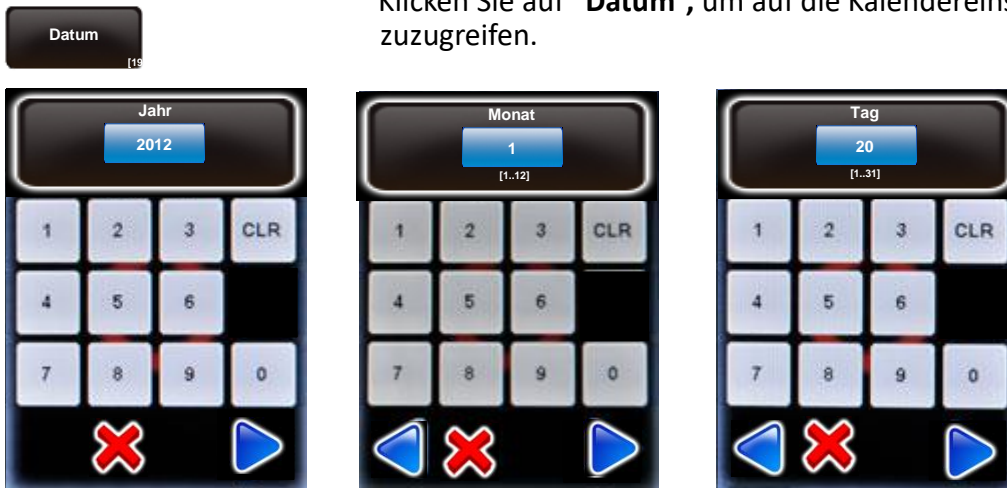 Klicken Sie auf "Datum", um auf die Kalendereins
zuzugreifen.
Datum
[19
Jahr
2012
1 2 3 CLR
4 5 6
7 8 9 0
Monat
1
[1..12]
1 2 3 CLR
4 5 6
7 8 9 0
Tag
20
[1..31]
1 2 3 CLR
4 5 6
7 8 9 0